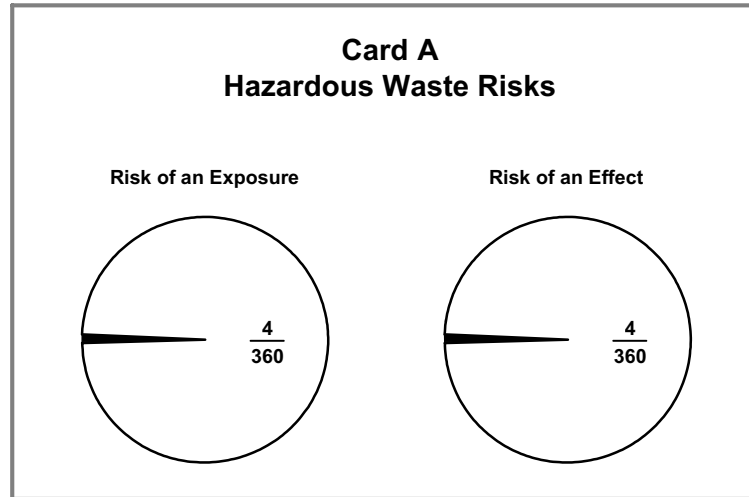 Card A
Hazardous Waste Risks
Risk of an Exposure
4
360
Risk of an Effect
4
360